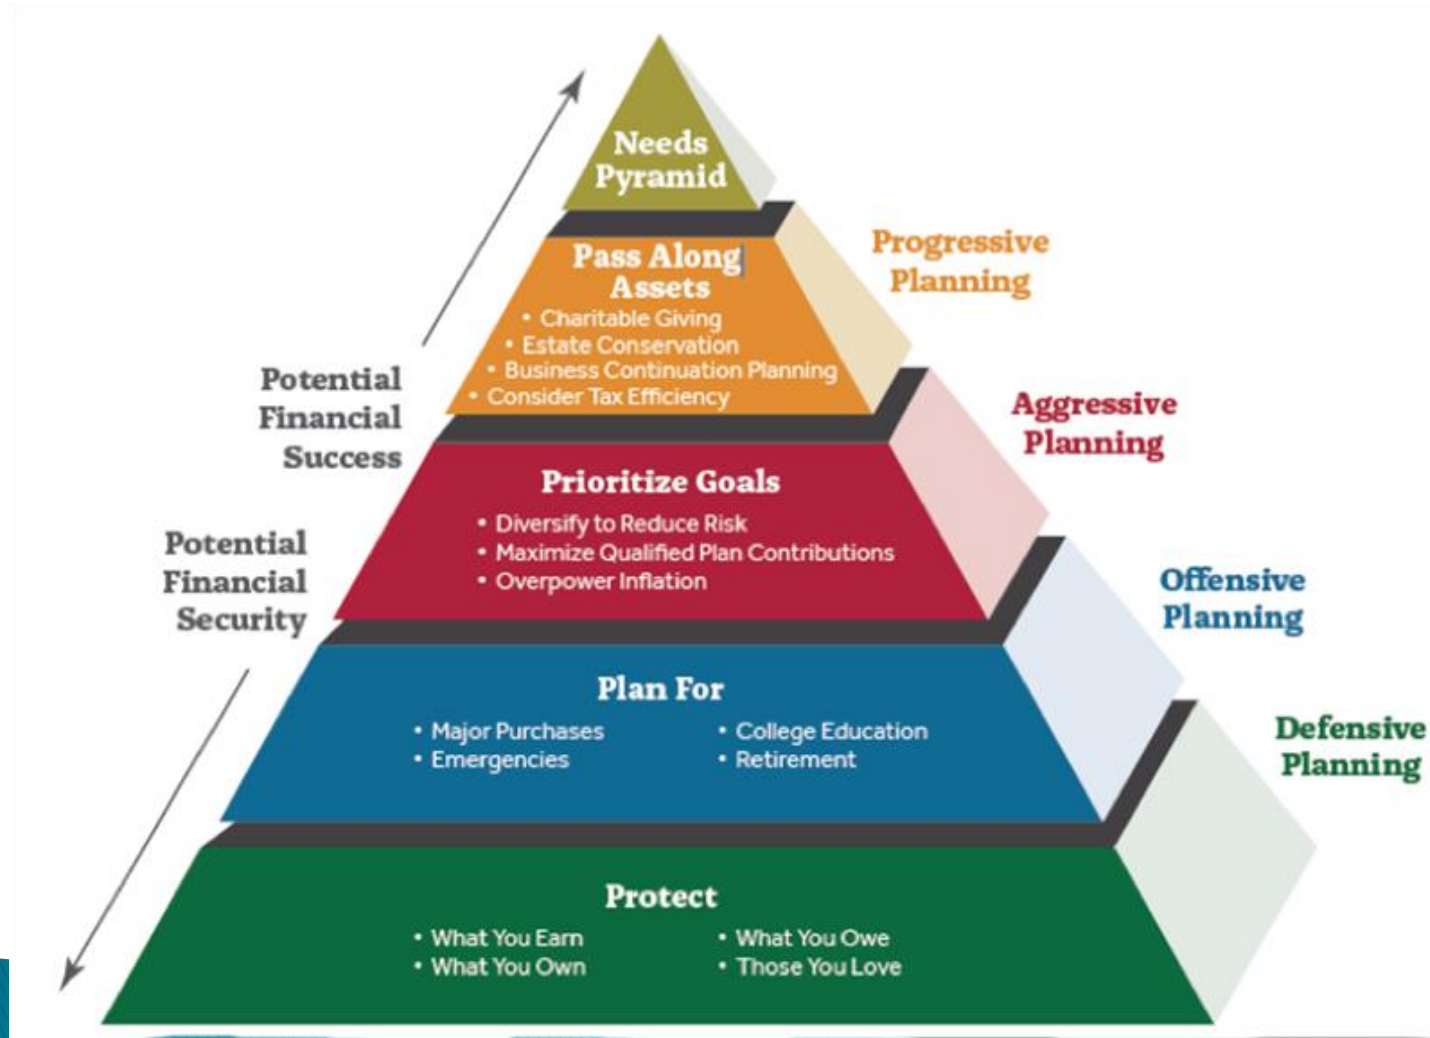 Needs
Pyramid
Pass Along
Assets
• Charitable Giving
• Estate Conservation
• Business Continuation Planning
• Consider Tax Efficiency
Progressive
Planning
Potential
Financial
Success
Prioritize Goals
• Diversify to Reduce Risk
• Maximize Qualified Plan Contributions
• Overpower Inflation
Aggressive
Planning
Potential
Financial
Security
Plan For
• Major Purchases
• Emergencies
• College Education
• Retirement
Offensive
Planning
Protect
• What You Earn
• What You Own
• What You Owe
• Those You Love
Defensive
Planning